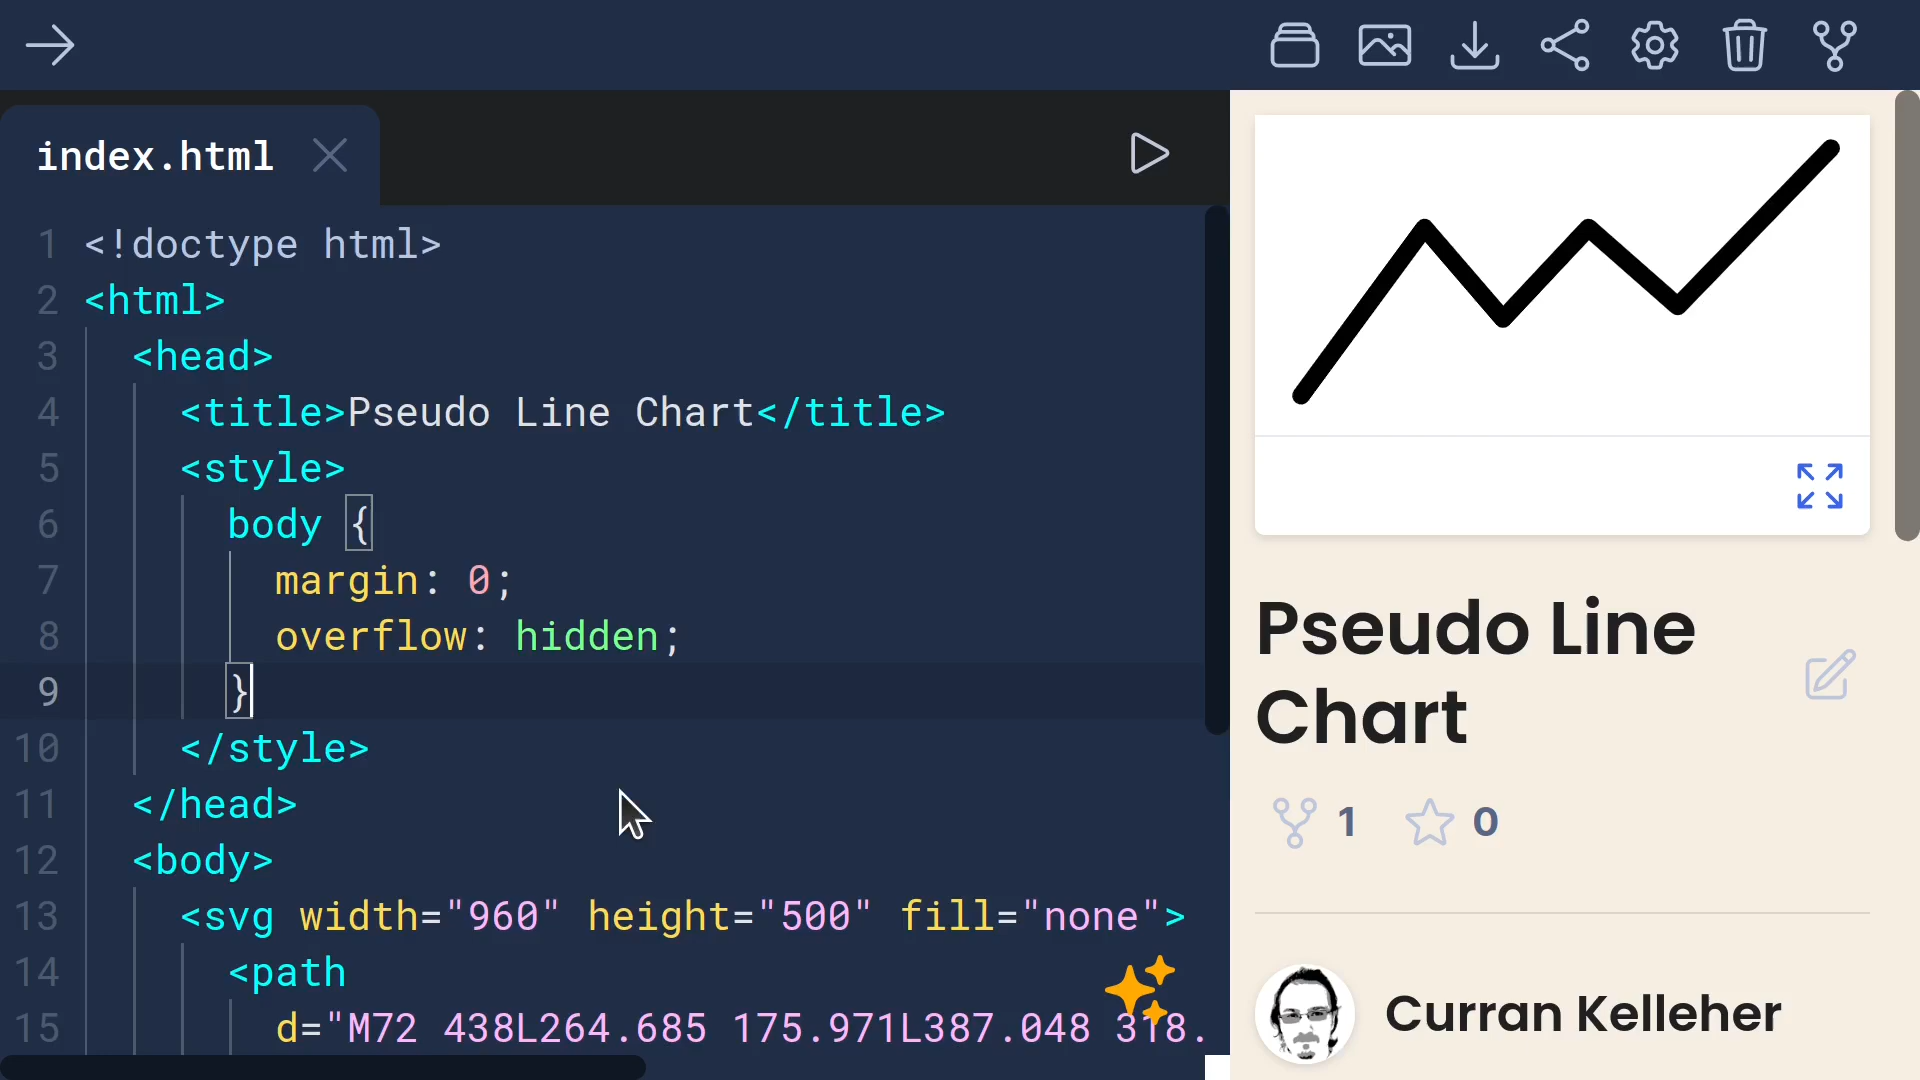 index.html
1 <!doctype html>
2 <html>
3 <head>
4 <title>Pseudo Line Chart</title>
5 <style>
6 body {
7 margin: 0;
8 overflow: hidden;
9 }
10 </style>
11 </head>
12 <body>
13 <svg width="960" height="500" fill="none">
14 <path
15 d="M72 438L264.685 175.971L387.048 318.
Pseudo Line
Chart
1 0
Curran Kelleher